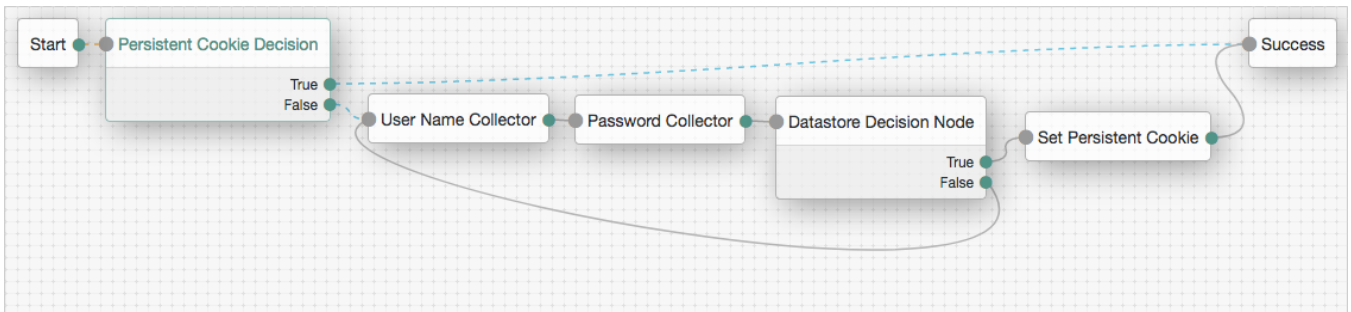 Start
Persistent Cookie Decision
True
False
User Name Collector
Password Collector
Datastore Decision Node
True
False
Set Persistent Cookie
Success